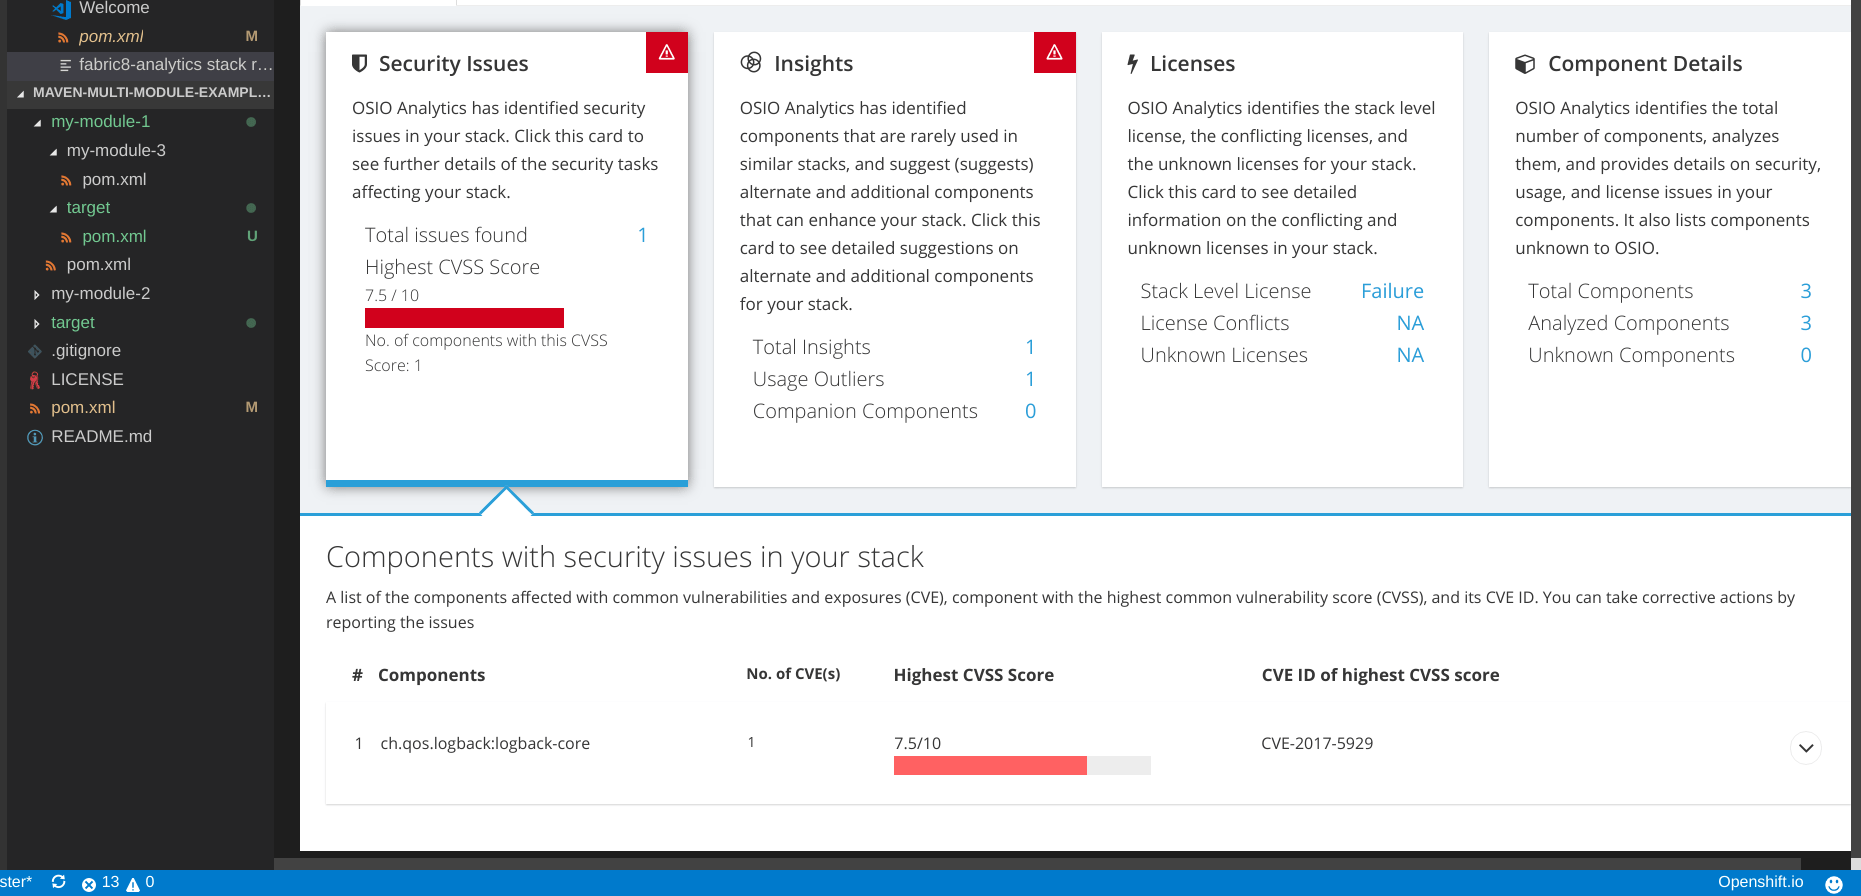 Welcome
pom.xml M
fabric8-analytics stack r...
MAVEN-MULTI-MODULE-EXAMPL...
my-module-1
my-module-3
pom.xml
target
pom.xml U
pom.xml
my-module-2
target
.gitignore
LICENSE
pom.xml M
README.md
Security Issues
OSIO Analytics has identified security
issues in your stack. Click this card to
see further details of the security tasks
affecting your stack.
Total issues found 1
Highest CVSS Score
7.5 / 10
No. of components with this CVSS
Score: 1
Insights
OSIO Analytics has identified
components that are rarely used in
similar stacks, and suggest (suggests)
alternate and additional components
that can enhance your stack. Click this
card to see detailed suggestions on
alternate and additional components
for your stack.
Total Insights 1
Usage Outliers 1
Companion Components 0
Licenses
OSIO Analytics identifies the stack level
license, the conflicting licenses, and
the unknown licenses for your stack.
Click this card to see detailed
information on the conflicting and
unknown licenses in your stack.
Stack Level License Failure
License Conflicts NA
Unknown Licenses NA
Component Details
OSIO Analytics identifies the total
number of components, analyzes
them, and provides details on security,
usage, and license issues in your
components. It also lists components
unknown to OSIO.
Total Components 3
Analyzed Components 3
Unknown Components 0
Components with security issues in your stack
A list of the components affected with common vulnerabilities and exposures (CVE), component with the highest common vulnerability score (CVSS), and its CVE ID. You can take corrective actions by
reporting the issues
# Components No. of CVE(s) Highest CVSS Score CVE ID of highest CVSS score
1 ch.qos.logback:logback-core 1 7.5/10 CVE-2017-5929
ster* 13 0 Openshift.io